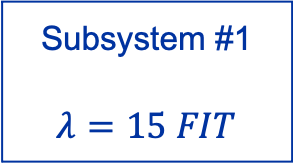 Subsystem #1
λ = 15 FIT